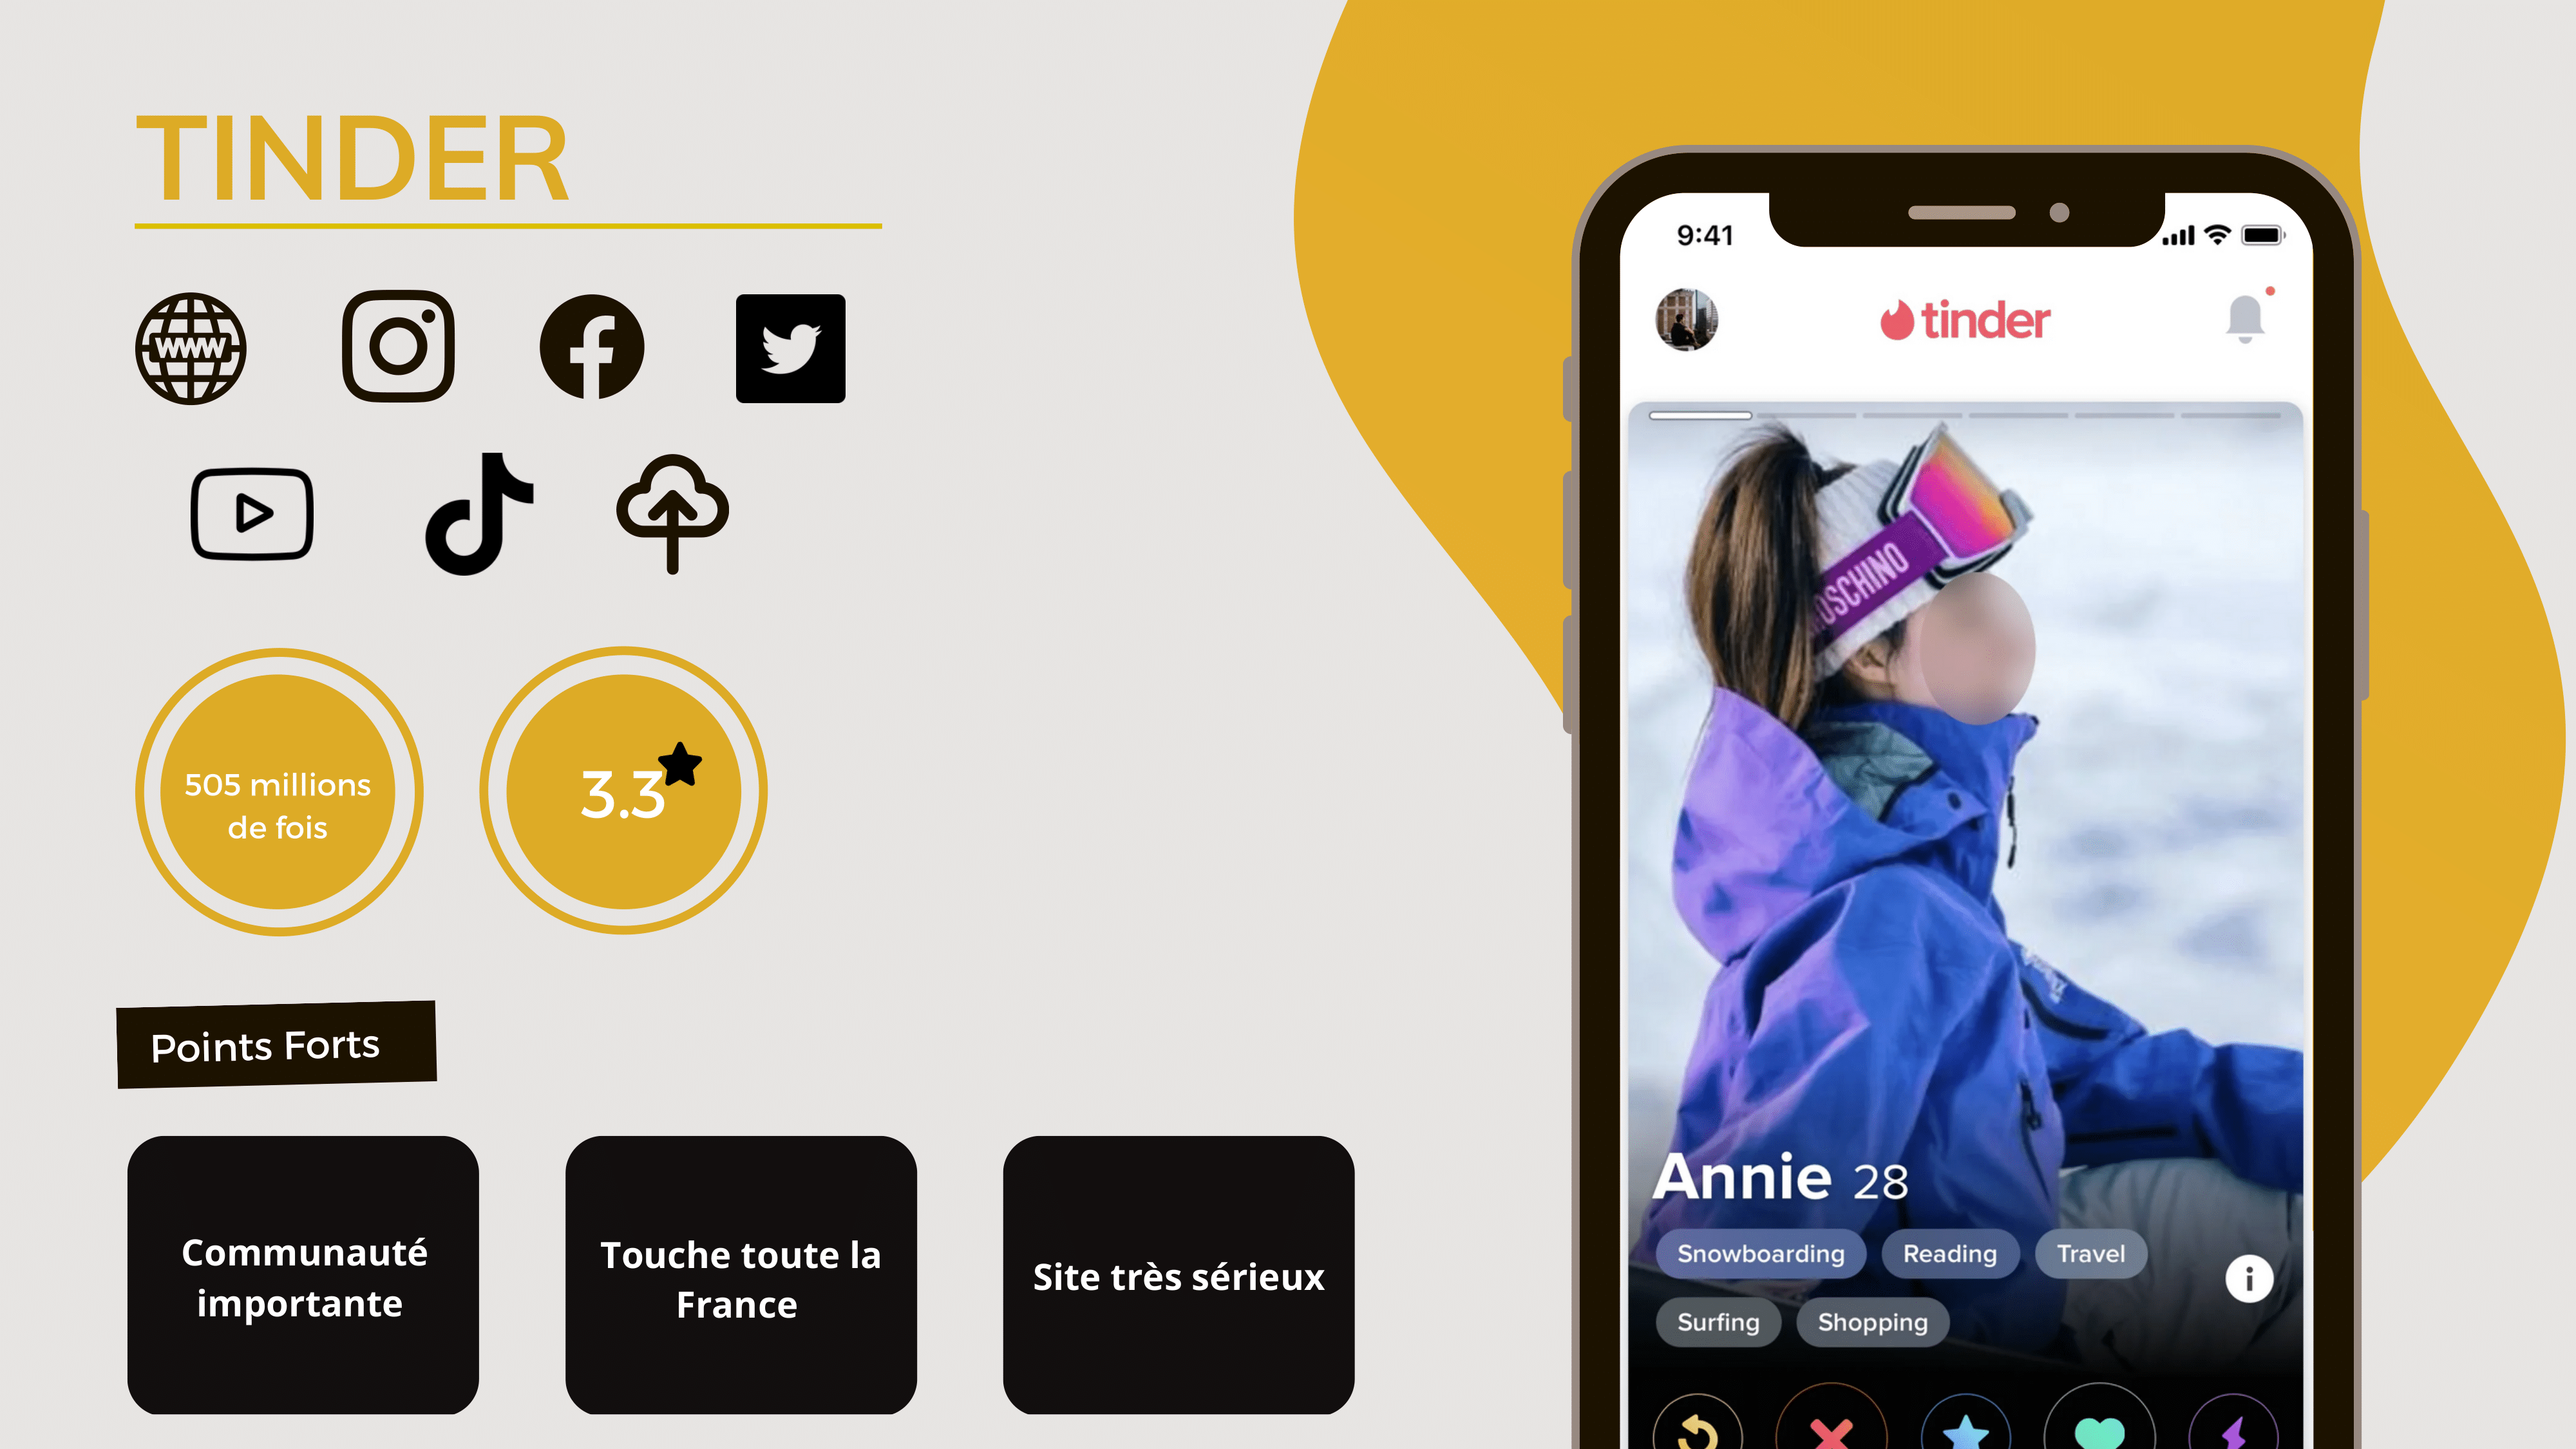 TINDER
WWW
505 millions
de fois
3.3
Points Forts
Communauté
importante
Touche toute la
France
Site très sérieux
9:41
tinder
Annie 28
Snowboarding
Reading
Travel
Surfing
Shopping